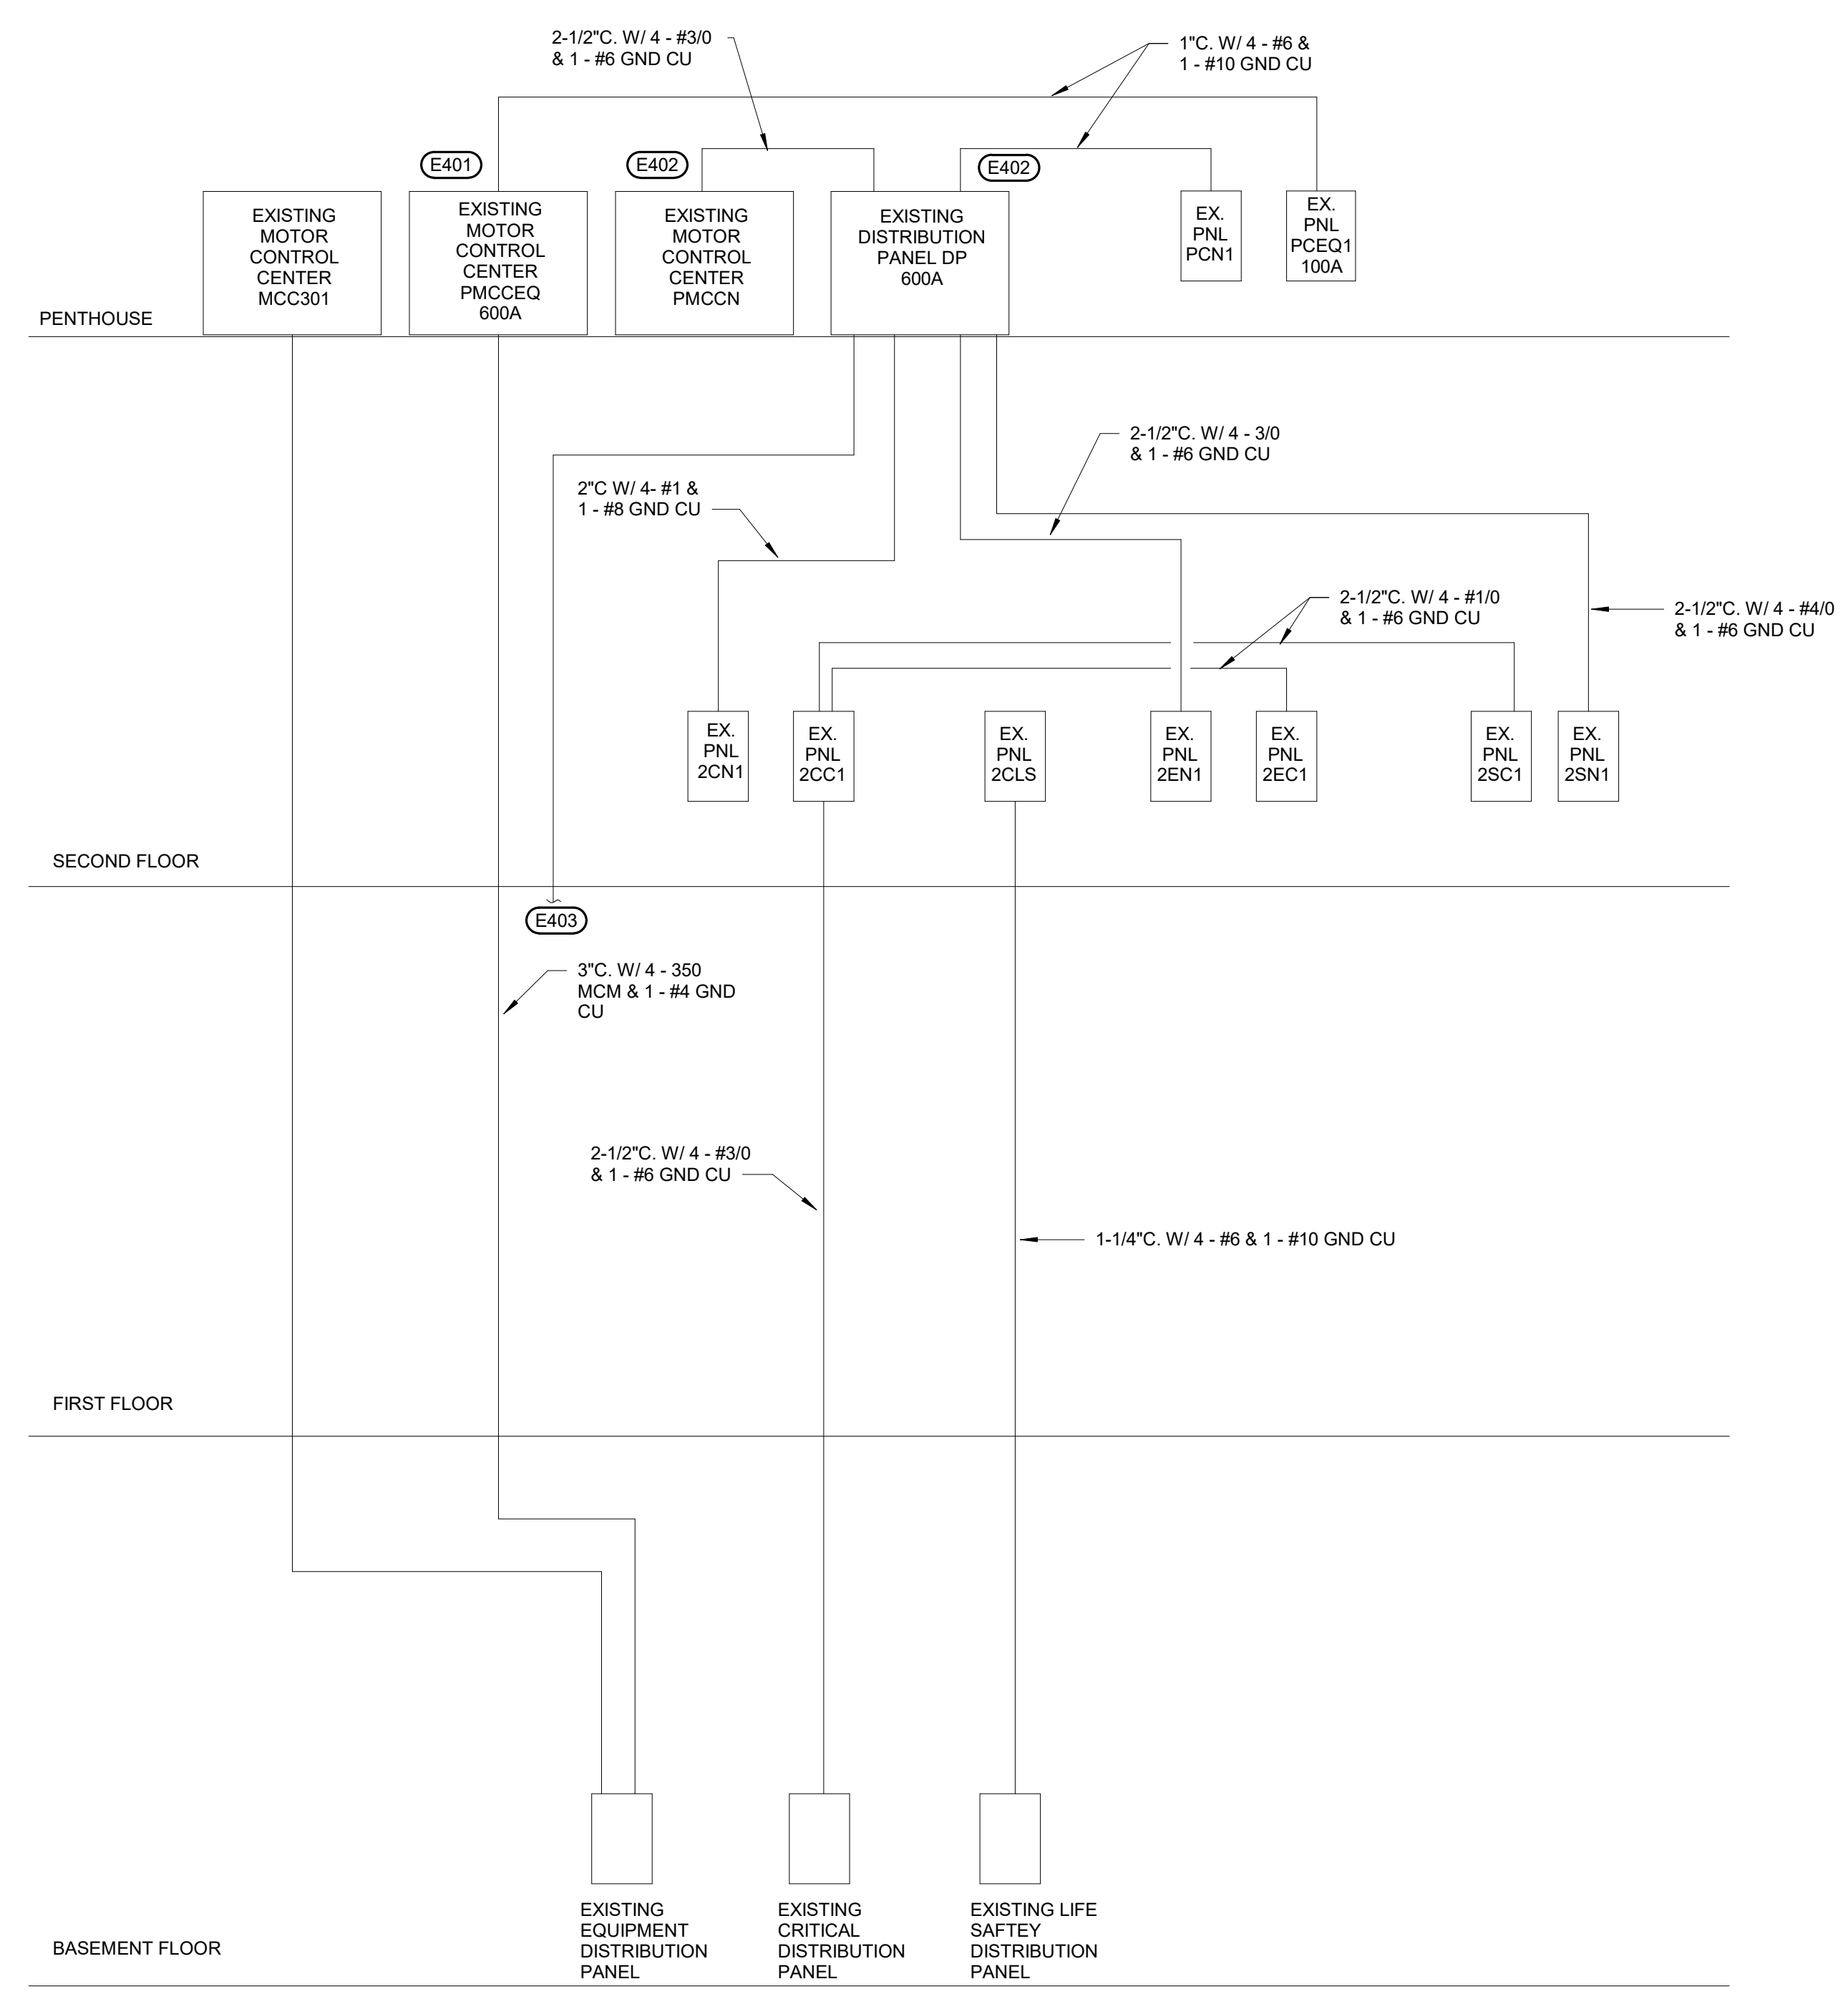 2-1/2"C. W/ 4 - #3/0
& 1 - #6 GND CU
1"C. W/ 4 - #6 &
1 - #10 GND CU
E401
E402
E402
EXISTING
MOTOR
CONTROL
CENTER
MCC301
EXISTING
MOTOR
CONTROL
CENTER
PMCCEQ
600A
EXISTING
MOTOR
CONTROL
CENTER
PMCCN
EXISTING
DISTRIBUTION
PANEL DP
600A
EX.
PNL
PCN1
EX.
PNL
PCEQ1
100A
PENTHOUSE
2-1/2"C. W/ 4 - 3/0
& 1 - #6 GND CU
2"C W/ 4- #1 &
1 - #8 GND CU
2-1/2"C. W/ 4 - #1/0
& 1 - #6 GND CU
2-1/2"C. W/ 4 - #4/0
& 1 - #6 GND CU
EX.
PNL
2CN1
EX.
PNL
2CC1
EX.
PNL
2CLS
EX.
PNL
2EN1
EX.
PNL
2EC1
EX.
PNL
2SC1
EX.
PNL
2SN1
SECOND FLOOR
E403
3"C. W/ 4 - 350
MCM & 1 - #4 GND
CU
2-1/2"C. W/ 4 - #3/0
& 1 - #6 GND CU
1-1/4"C. W/ 4 - #6 & 1 - #10 GND CU
FIRST FLOOR
EXISTING
EQUIPMENT
DISTRIBUTION
PANEL
EXISTING
CRITICAL
DISTRIBUTION
PANEL
EXISTING LIFE
SAFTEY
DISTRIBUTION
PANEL
BASEMENT FLOOR